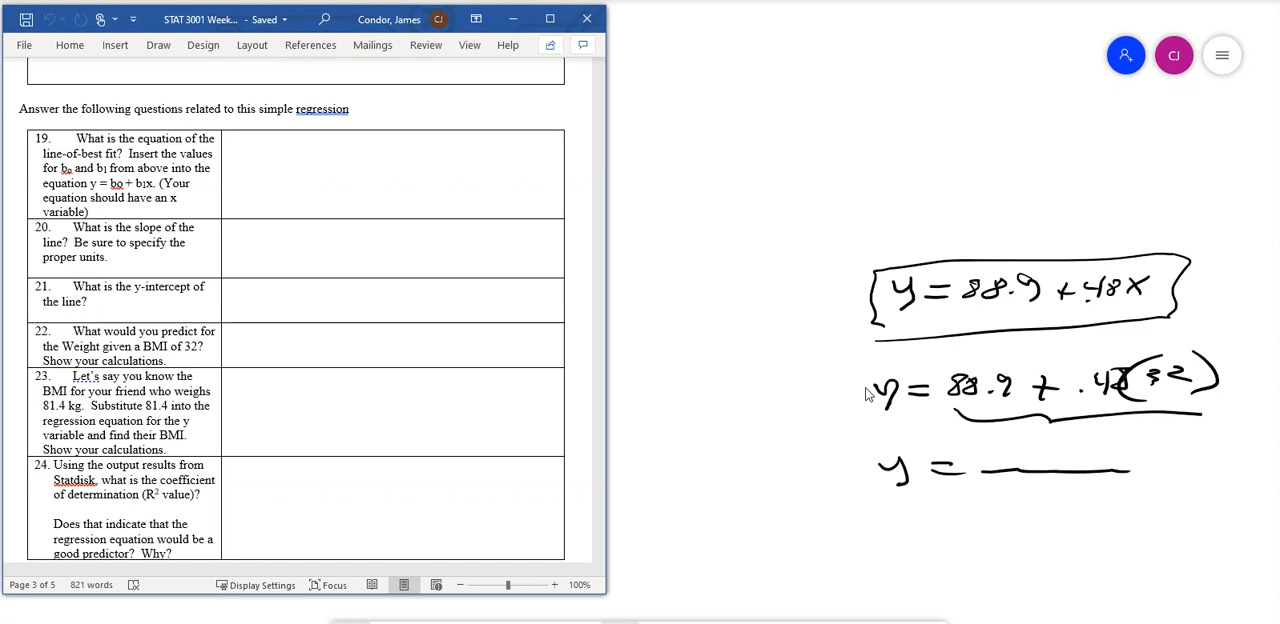 STAT 3001 Week... - Saved
Condor, James
CJ
File Home Insert Draw Design Layout References Mailings Review View Help
CJ
Answer the following questions related to this simple regression
19. What is the equation of the
line-of-best fit? Insert the values
for bo and b1 from above into the
equation y = bo + b1x. (Your
equation should have an x
variable)
20. What is the slope of the
line? Be sure to specify the
proper units.
21. What is the y-intercept of
the line?
22. What would you predict for
the Weight given a BMI of 32?
Show your calculations.
23. Let's say you know the
BMI for your friend who weighs
81.4 kg. Substitute 81.4 into the
regression equation for the y
variable and find their BMI.
Show your calculations.
24. Using the output results from
Statdisk, what is the coefficient
of determination (R² value)?
Does that indicate that the
regression equation would be a
good predictor? Why?
y = 88.9 + .48x
y = 88.9 + .48(32)
y = ____
Page 3 of 5 821 words Display Settings Focus 100%